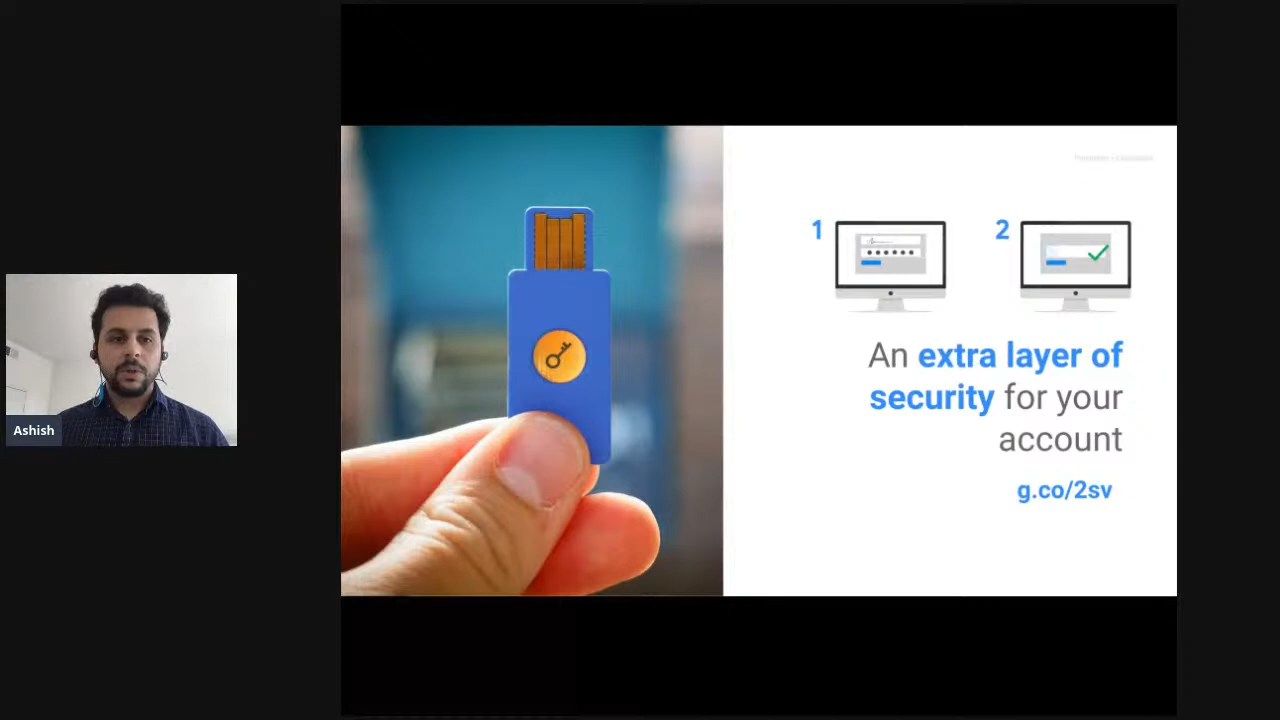 Ashish
1
2
An extra layer of
security for your
account
g.co/2sv